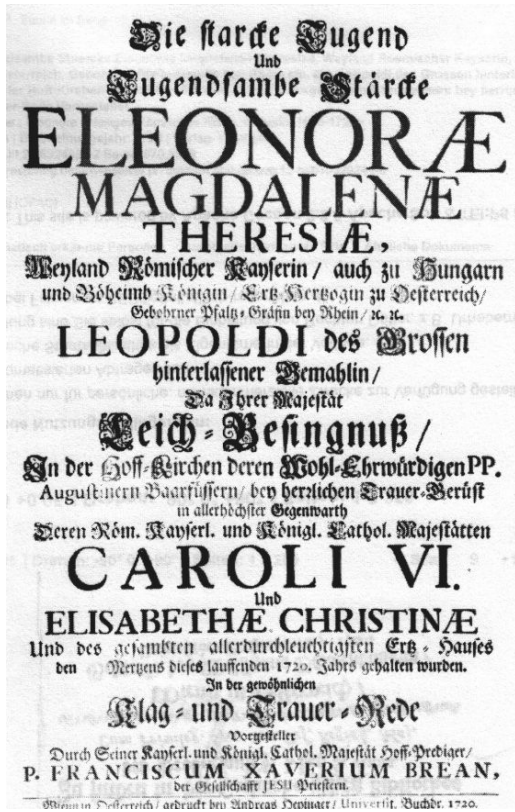 Die starcke Tugend
Und
Tugendsambe Stärcke
ELEONORÆ
MAGDALENÆ
THERESIÆ,
Weyland Römischer Kayserin / auch zu Hungarn
und Böheimb Königin / Ertz-Hertzogin zu Oesterreich /
Gebohrner Pfaltz-Gräfin bey Rhein / ꝛc. ꝛc.
LEOPOLDI des Grossen
hinterlassener Gemahlin /
Da Ihrer Majestät
Leich-Besingnuß /
In der Hoff-Kirchen deren Wohl-Ehrwürdigen PP.
Augustinern Baarfüssern / bey herzlichen Trauer-Gerüst
in allerhöchster Gegenwarth
Deren Röm. Kayserl. und Königl. Cathol. Majestätten
CAROLI VI.
Und
ELISABETHÆ CHRISTINÆ
Und des gesambten allerdurchleuchtigsten Ertz-Hauses
den Mertzens dieses lauffenden 1720. Jahrs gehalten wurden.
In der gewöhnlichen
Klag- und Trauer-Rede
Vorgestellet
Durch Seiner Kayserl. und Königl. Cathol. Majestät Hoff-Prediger /
P. FRANCISCUM XAVERIUM BREAN,
der Gesellschafft JESU Priestern.
Wienn in Oesterreich / gedruckt bey Andreas Heyinger / Universit. Buchdr. 1720.